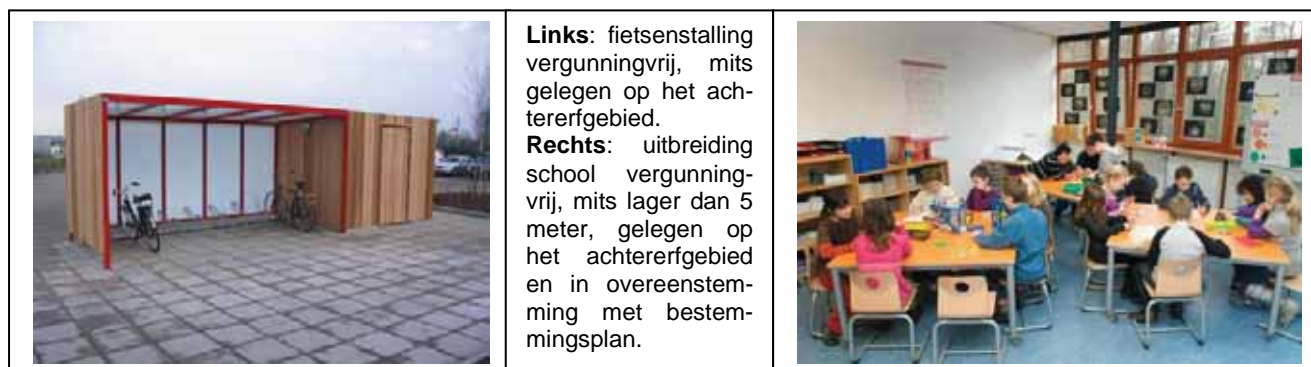 Links: fietsenstalling
vergunningvrij, mits
gelegen op het ach-
tererfgebied.
Rechts: uitbreiding
school vergunning-
vrij, mits lager dan 5
meter, gelegen op
het achtererfgebied
en in overeenstem-
ming met bestem-
mingsplan.